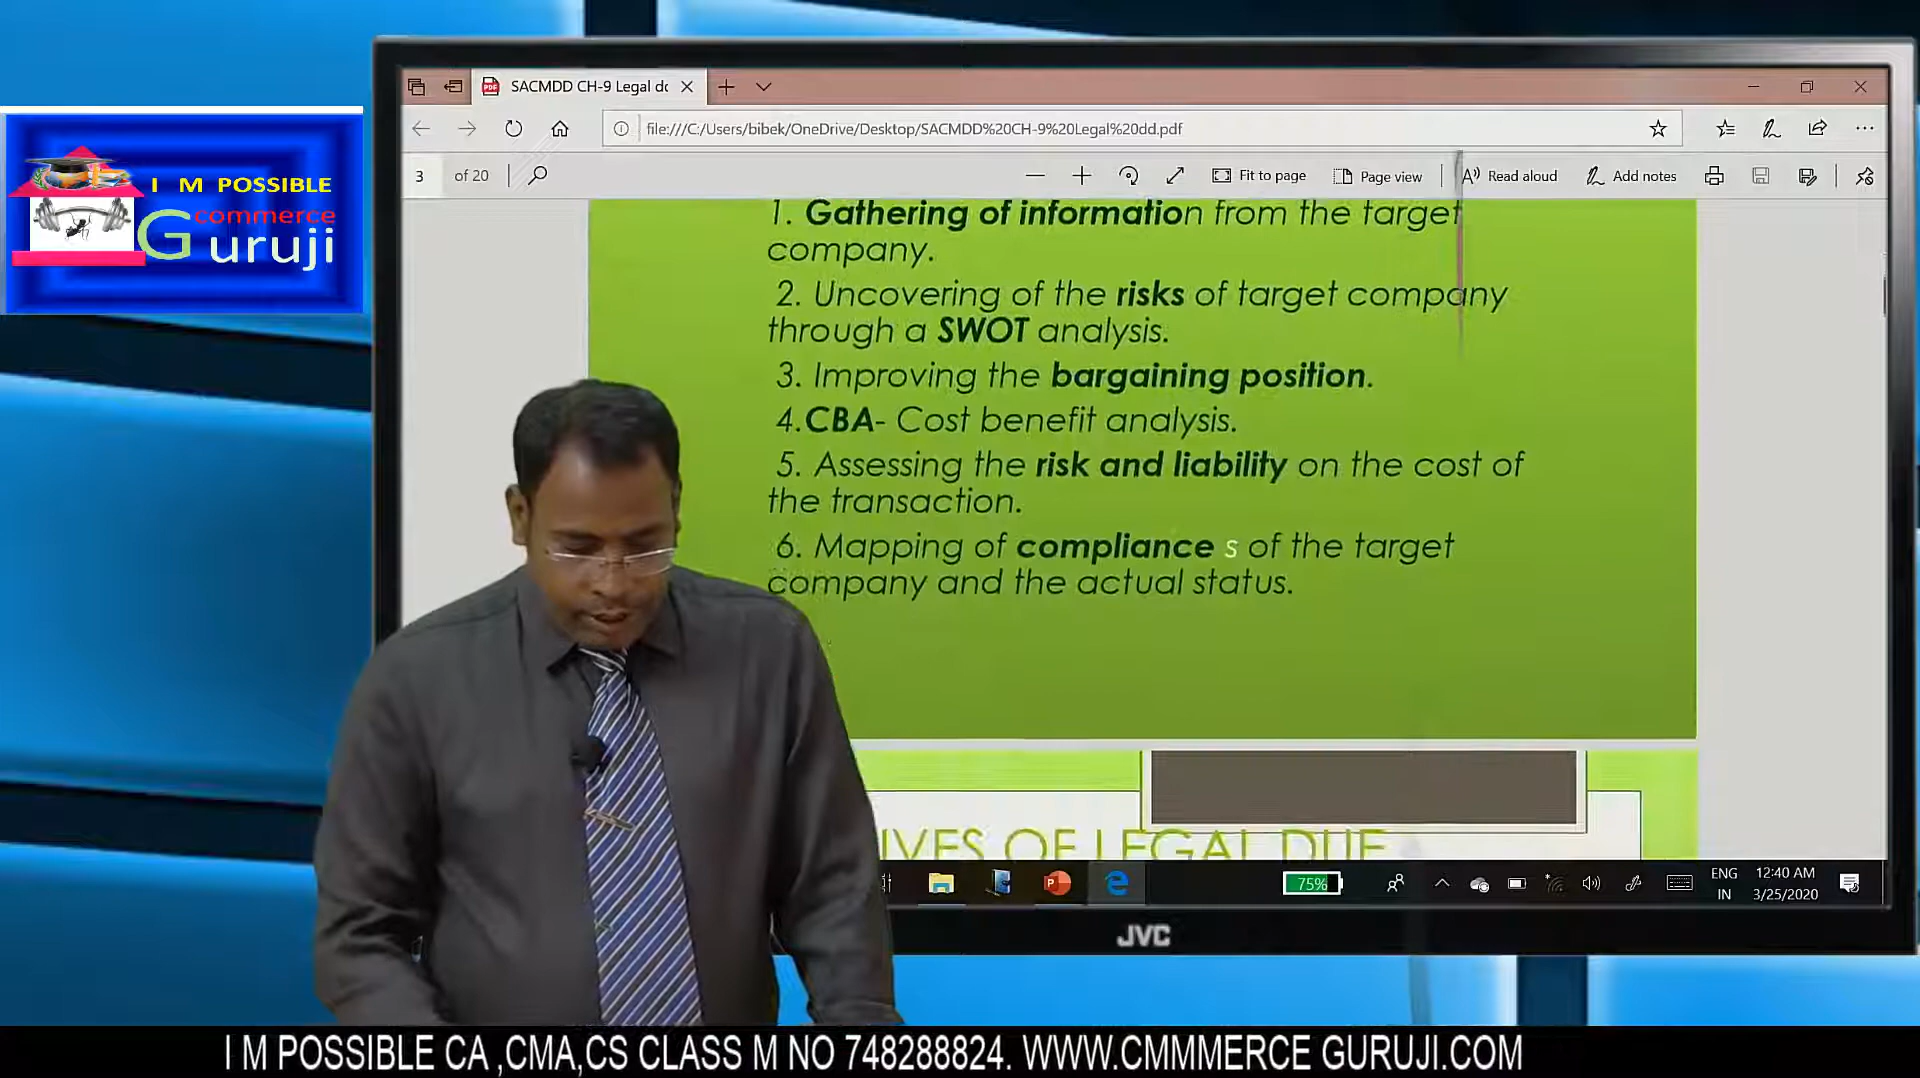 SACMDD CH-9 Legal dd
file:///C:/Users/bibek/OneDrive/Desktop/SACMDD%20CH-9%20Legal%20dd.pdf
3 of 20
Fit to page
Page view
Read aloud
Add notes
I M POSSIBLE
commerce
Guruji
1. Gathering of information from the target
company.
2. Uncovering of the risks of target company
through a SWOT analysis.
3. Improving the bargaining position.
4.CBA- Cost benefit analysis.
5. Assessing the risk and liability on the cost of
the transaction.
6. Mapping of compliance s of the target
company and the actual status.
IVES OF LEGAL DUE
75%
ENG
IN
12:40 AM
3/25/2020
JVC
I M POSSIBLE CA ,CMA,CS CLASS M NO 748288824. WWW.CMMMERCE GURUJI.COM